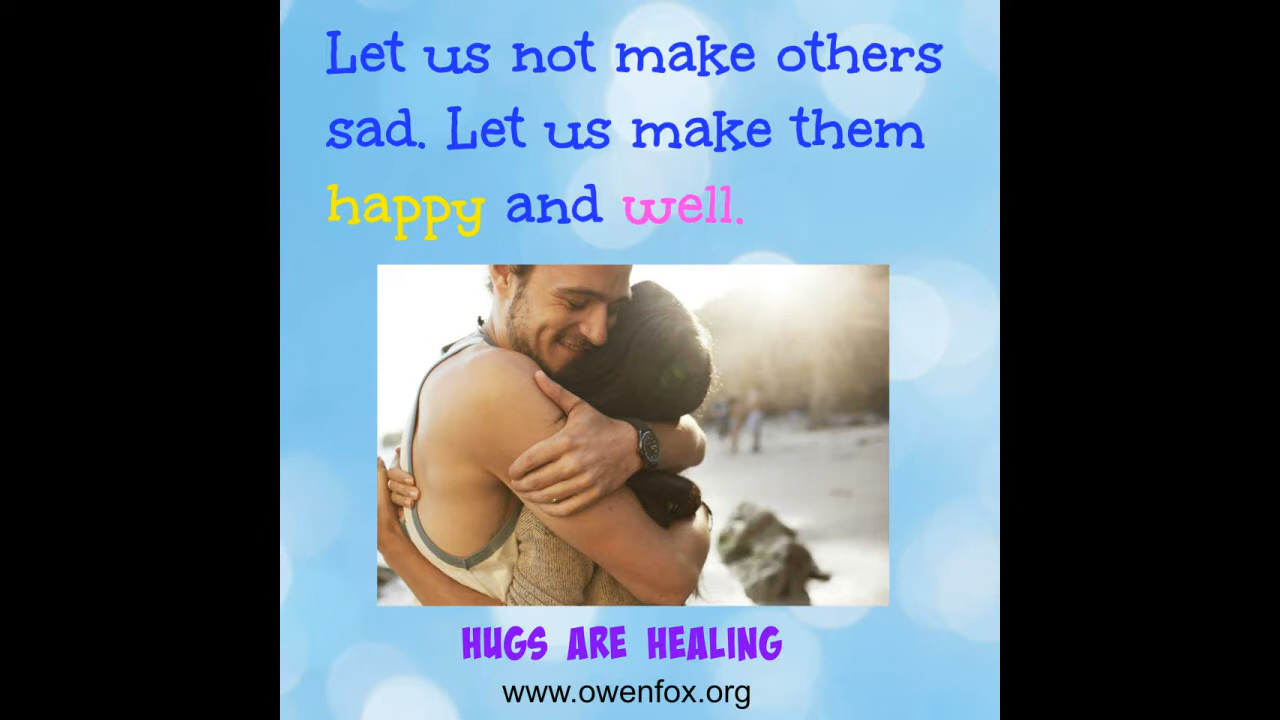 Let us not make others
sad. Let us make them
happy and well.
HUGS ARE HEALING
www.owenfox.org